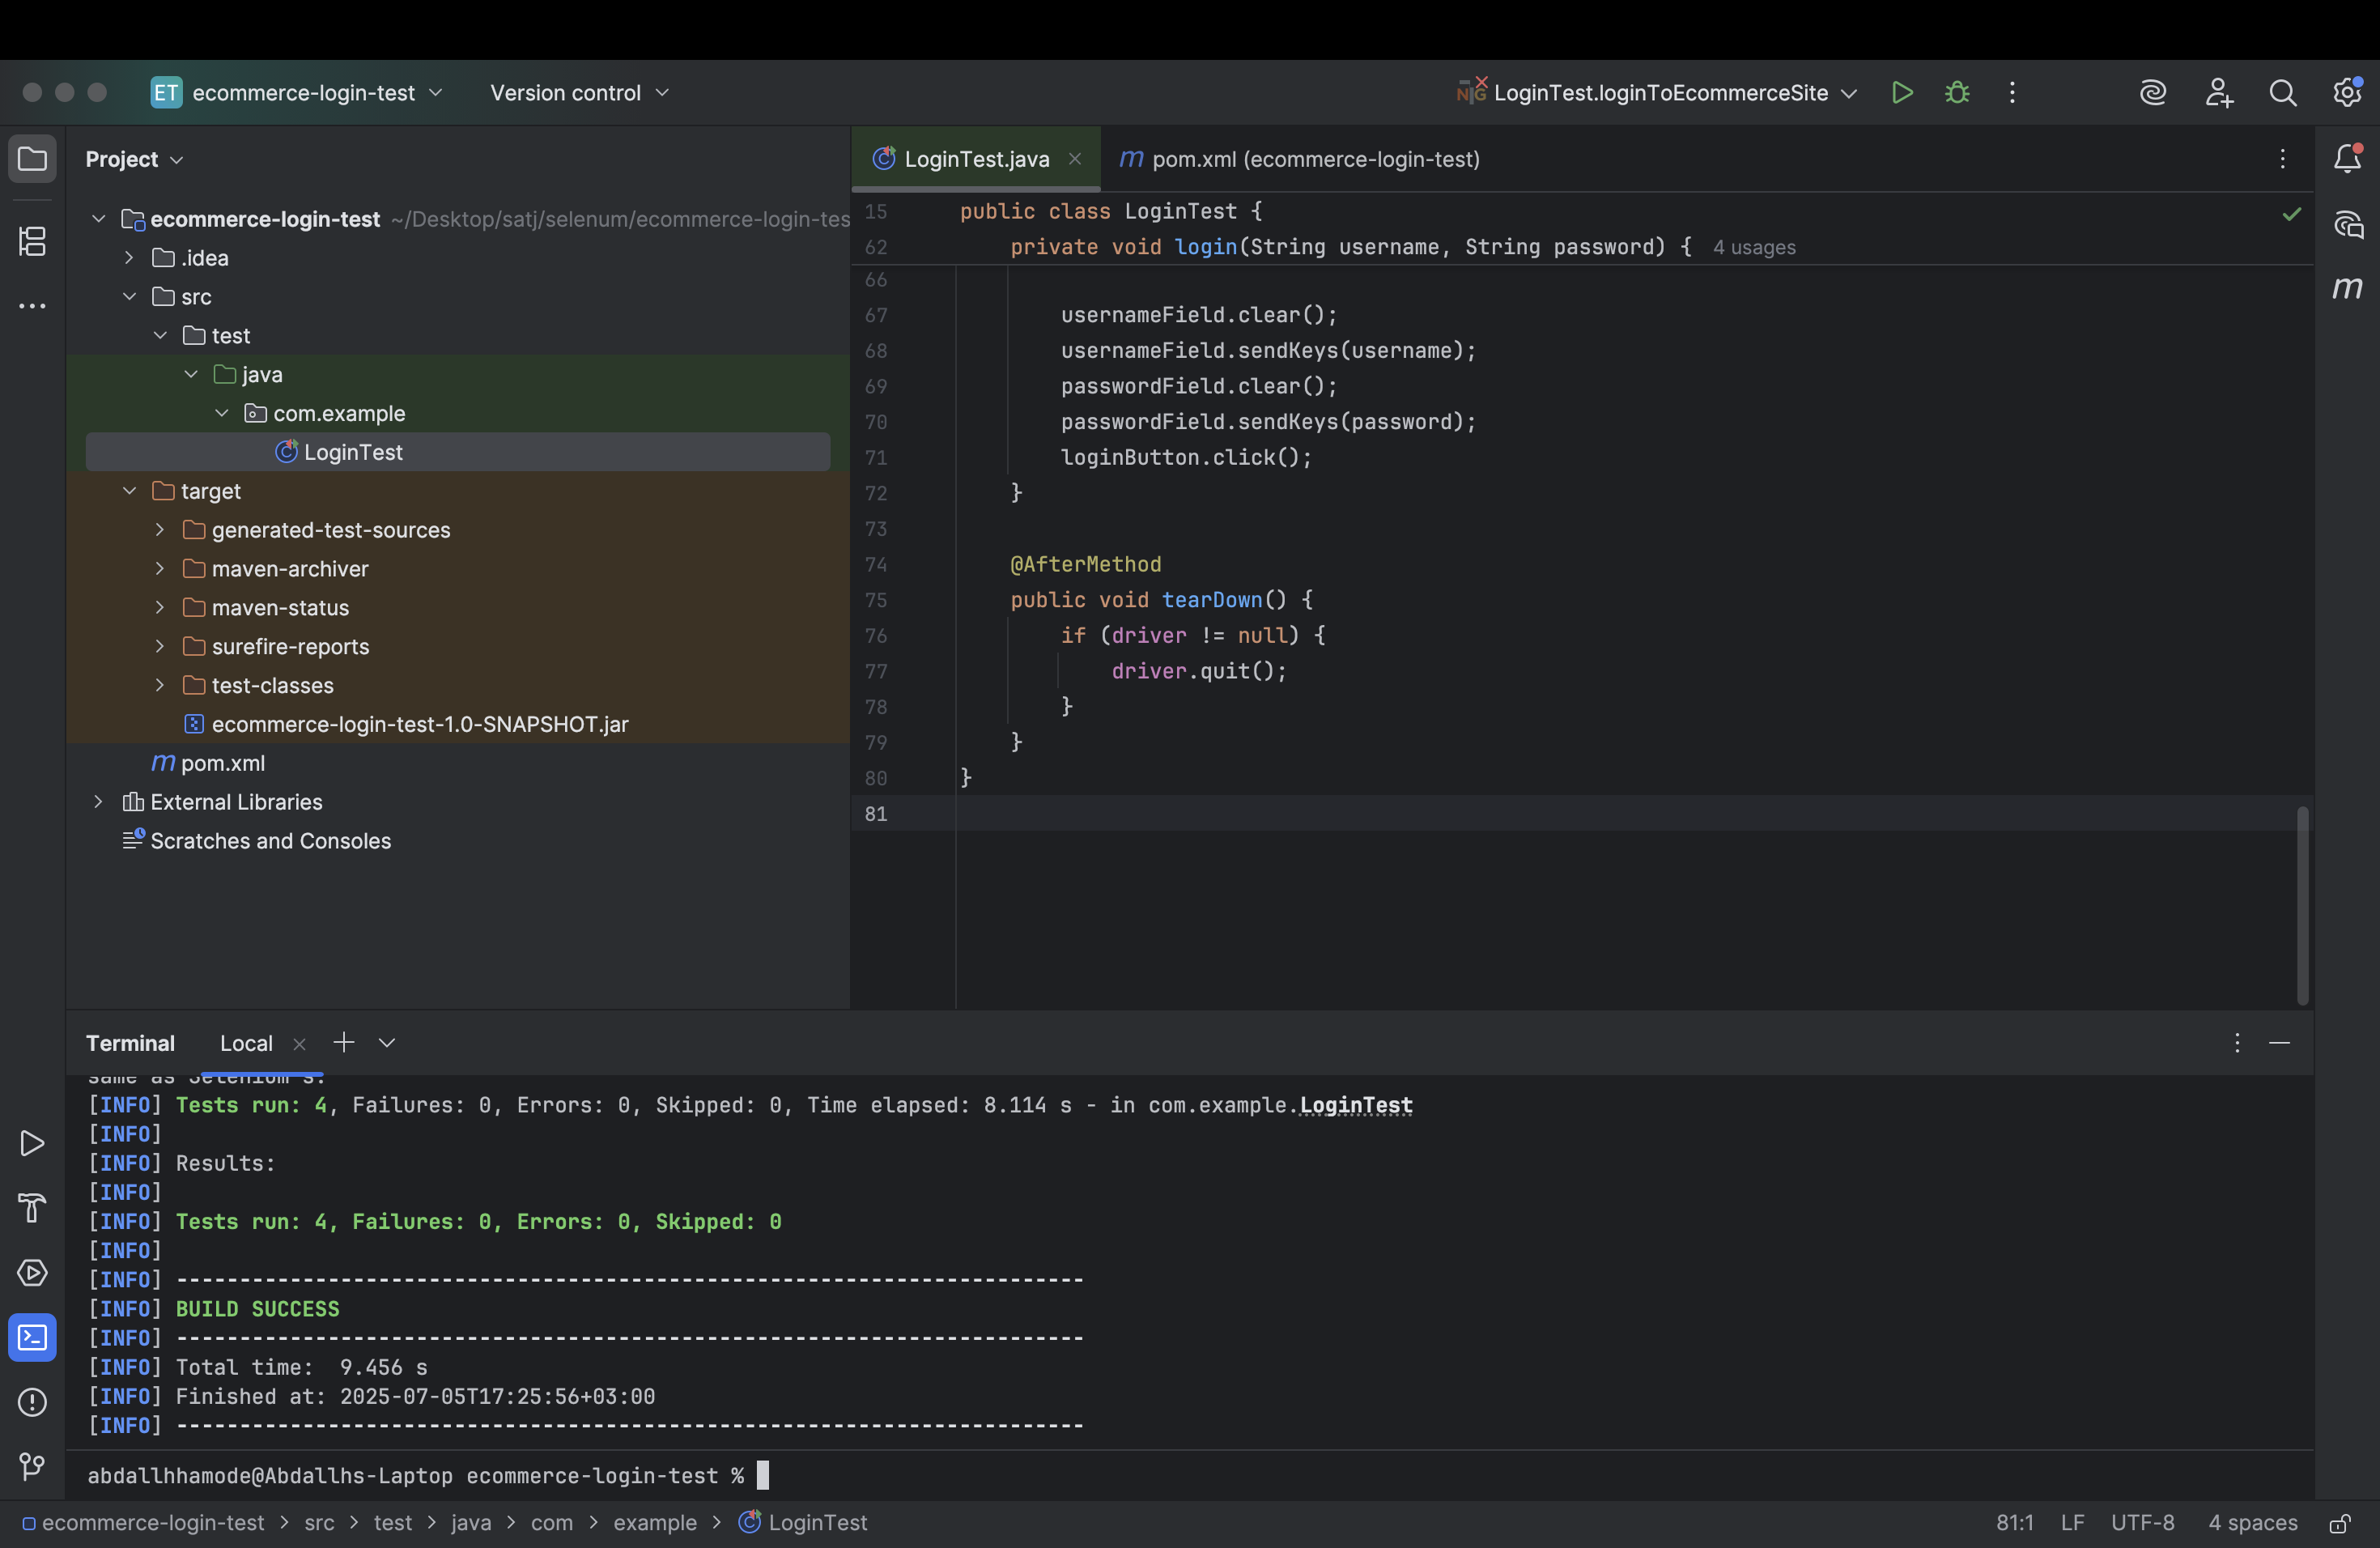 ET ecommerce-login-test Version control LoginTest.loginToEcommerceSite
Project
ecommerce-login-test ~/Desktop/satj/selenium/ecommerce-login-tes
.idea
src
test
java
com.example
LoginTest
target
generated-test-sources
maven-archiver
maven-status
surefire-reports
test-classes
ecommerce-login-test-1.0-SNAPSHOT.jar
m pom.xml
External Libraries
Scratches and Consoles
LoginTest.java m pom.xml (ecommerce-login-test)
15 public class LoginTest {
62 private void login(String username, String password) { 4 usages
66
67 usernameField.clear();
68 usernameField.sendKeys(username);
69 passwordField.clear();
70 passwordField.sendKeys(password);
71 loginButton.click();
72 }
73
74 @AfterMethod
75 public void tearDown() {
76 if (driver != null) {
77 driver.quit();
78 }
79 }
80 }
81
m
Terminal Local
same as Selenium's.
[INFO] Tests run: 4, Failures: 0, Errors: 0, Skipped: 0, Time elapsed: 8.114 s - in com.example.LoginTest
[INFO]
[INFO] Results:
[INFO]
[INFO] Tests run: 4, Failures: 0, Errors: 0, Skipped: 0
[INFO]
[INFO] ------------------------------------------------------------------------
[INFO] BUILD SUCCESS
[INFO] ------------------------------------------------------------------------
[INFO] Total time:  9.456 s
[INFO] Finished at: 2025-07-05T17:25:56+03:00
[INFO] ------------------------------------------------------------------------
abdallhhamode@Abdallhs-Laptop ecommerce-login-test %
ecommerce-login-test > src > test > java > com > example > LoginTest 81:1 LF UTF-8 4 spaces